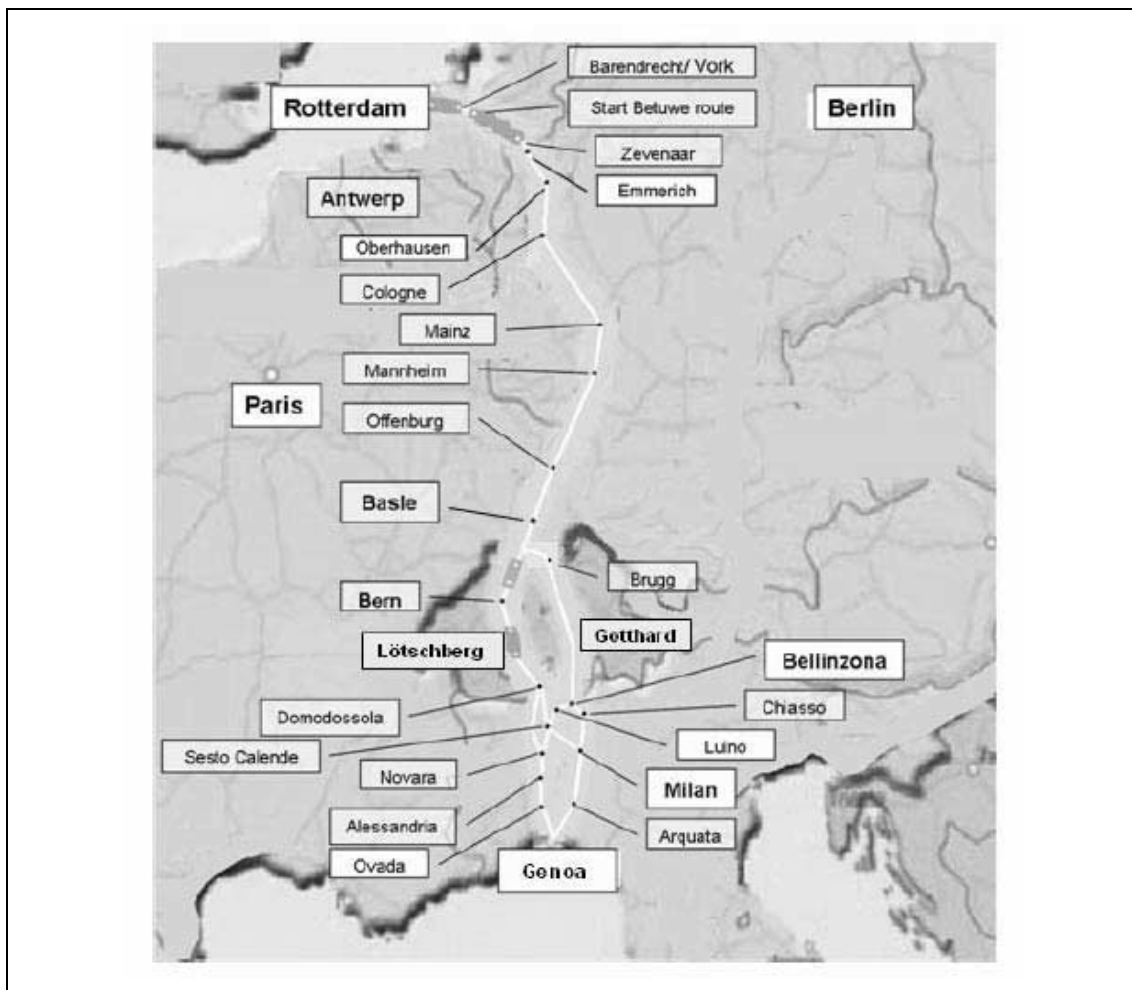 Barendrecht/ Vork
Rotterdam
Start Betuwe route
Berlin
Zevenaar
Emmerich
Antwerp
Oberhausen
Cologne
Mainz
Mannheim
Paris
Offenburg
Basle
Brugg
Bern
Gotthard
Lötschberg
Bellinzona
Domodossola
Chiasso
Sesto Calende
Luino
Novara
Milan
Alessandria
Arquata
Ovada
Genoa